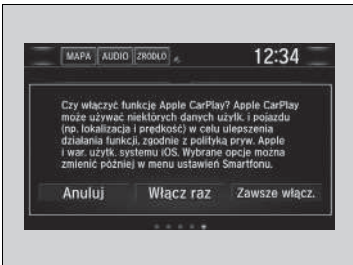 MAPA AUDIO ŹRÓDŁO 12:34
Czy włączyć funkcję Apple CarPlay? Apple CarPlay
może używać niektórych danych użytk. i pojazdu
(np. lokalizacja i prędkość) w celu ulepszenia
działania funkcji, zgodnie z polityką pryw. Apple
i war. użytk. systemu iOS. Wybrane opcje można
zmienić później w menu ustawień Smartfonu.
Anuluj Włącz raz Zawsze włącz.